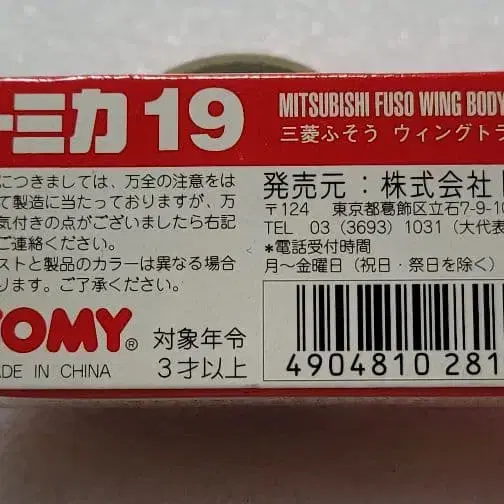 トミカ 19
MITSUBISHI FUSO WING BODY
三菱ふそう ウィングトラ
につきましては、万全の注意をは
て製造に当たっておりますが、万
気付きの点がございましたら右記
ご連絡ください。
ストと製品のカラーは異なる場合
ります。ご了承ください。
TOMY®
MADE IN CHINA
対象年令
3才以上
発売元:株式会社ト
〒124 東京都葛飾区立石7-9-10
TEL 03 (3693) 1031 (大代表
*電話受付時間
月~金曜日(祝日・祭日を除く)
4904810 281